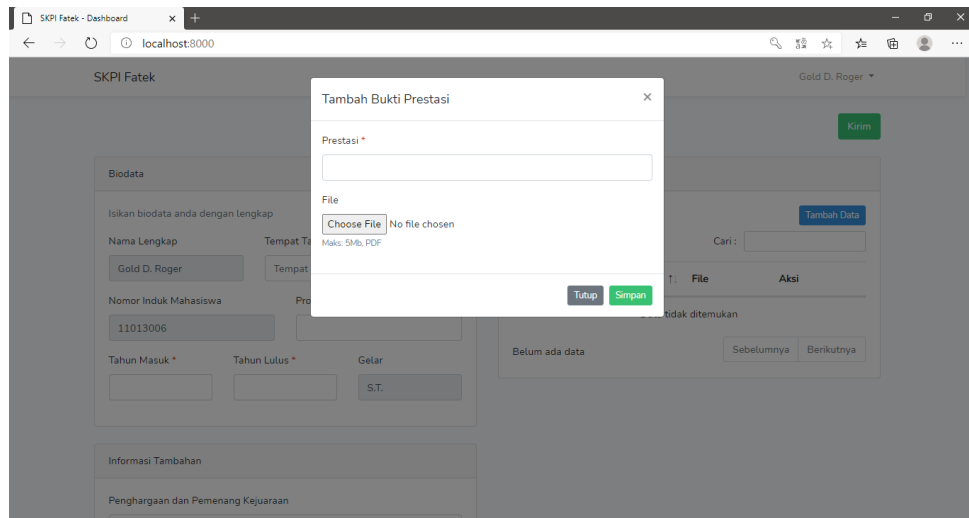 SKPI Fatek - Dashboard
localhost:8000
SKPI Fatek
Gold D. Roger
Kirim
Tambah Bukti Prestasi
Prestasi *
File
Choose File No file chosen
Maks: 5Mb, PDF
Tutup Simpan
Biodata
Isikan biodata anda dengan lengkap
Nama Lengkap
Gold D. Roger
Tempat
Nomor Induk Mahasiswa
11013006
Tahun Masuk * Tahun Lulus * Gelar
S.T.
Tambah Data
Cari :
File Aksi
tidak ditemukan
Belum ada data
Sebelumnya Berikutnya
Informasi Tambahan
Penghargaan dan Pemenang Kejuaraan